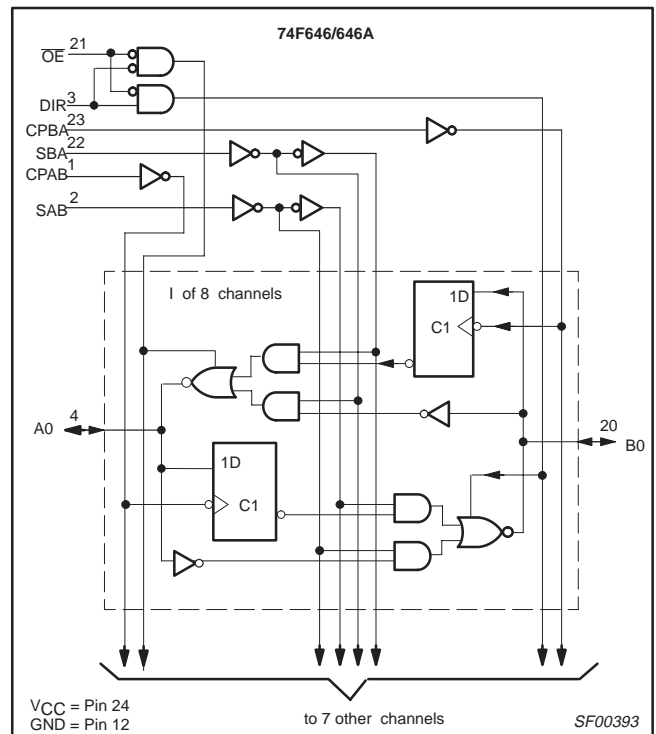 74F646/646A
OE 21
DIR 3
CPBA 23
SBA 22
CPAB 1
SAB 2
I of 8 channels
1D
C1
4
A0
20
B0
1D
C1
to 7 other channels
VCC = Pin 24
GND = Pin 12
SF00393